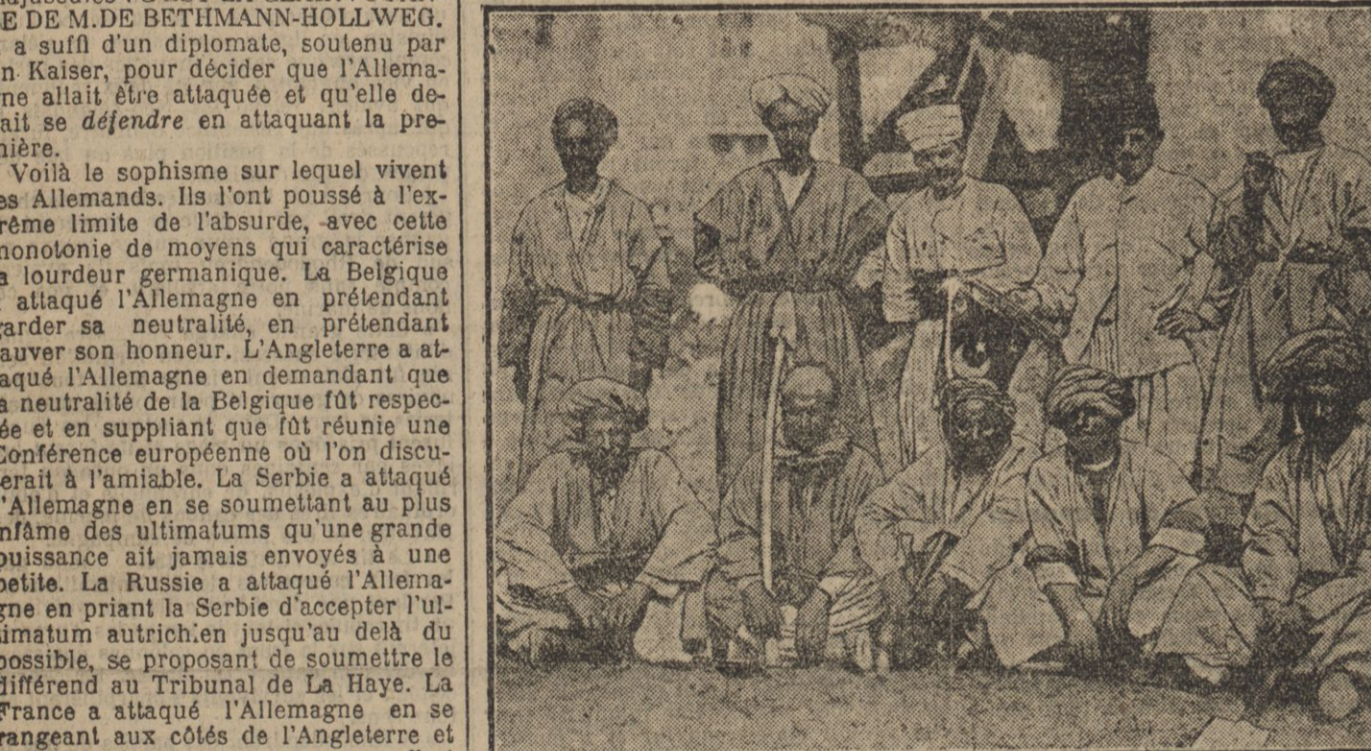 E DE M. DE BETHMANN-HOLLWEG.
a suffi d'un diplomate, soutenu par
n Kaiser, pour décider que l'Allema-
ne allait être attaquée et qu'elle de-
ait se défendre en attaquant la pre-
nière.
Voilà le sophisme sur lequel vivent
es Allemands. Ils l'ont poussé à l'ex-
rême limite de l'absurde, avec cette
monotonie de moyens qui caractérise
a lourdeur germanique. La Belgique
attaqué l'Allemagne en prétendant
garder sa neutralité, en prétendant
auver son honneur. L'Angleterre a at-
aqué l'Allemagne en demandant que
a neutralité de la Belgique fût respec-
ée et en suppliant que fût réunie une
Conférence européenne où l'on discu-
erait à l'amiable. La Serbie a attaqué
'Allemagne en se soumettant au plus
nfâme des ultimatums qu'une grande
puissance ait jamais envoyés à une
petite. La Russie a attaqué l'Allema-
gne en priant la Serbie d'accepter l'ul-
imatum autrichien jusqu'au delà du
possible, se proposant de soumettre le
différend au Tribunal de La Haye. La
France a attaqué l'Allemagne en se
rangeant aux côtés de l'Angleterre et